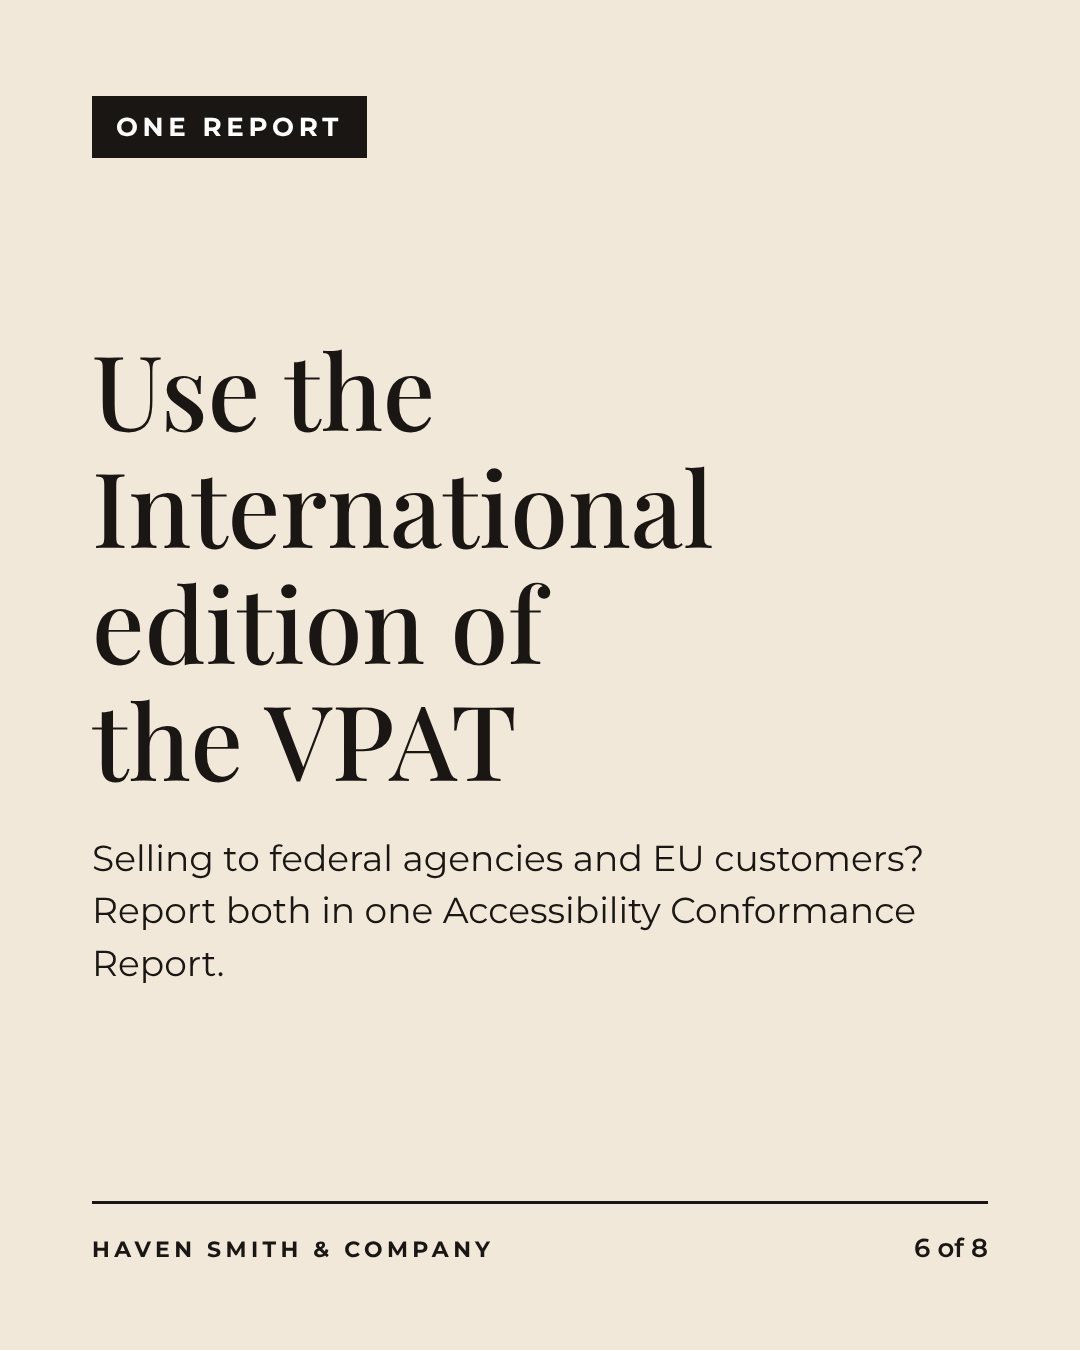 ONE REPORT
Use the
International
edition of
the VPAT
Selling to federal agencies and EU customers?
Report both in one Accessibility Conformance
Report.
HAVEN SMITH & COMPANY
6 of 8